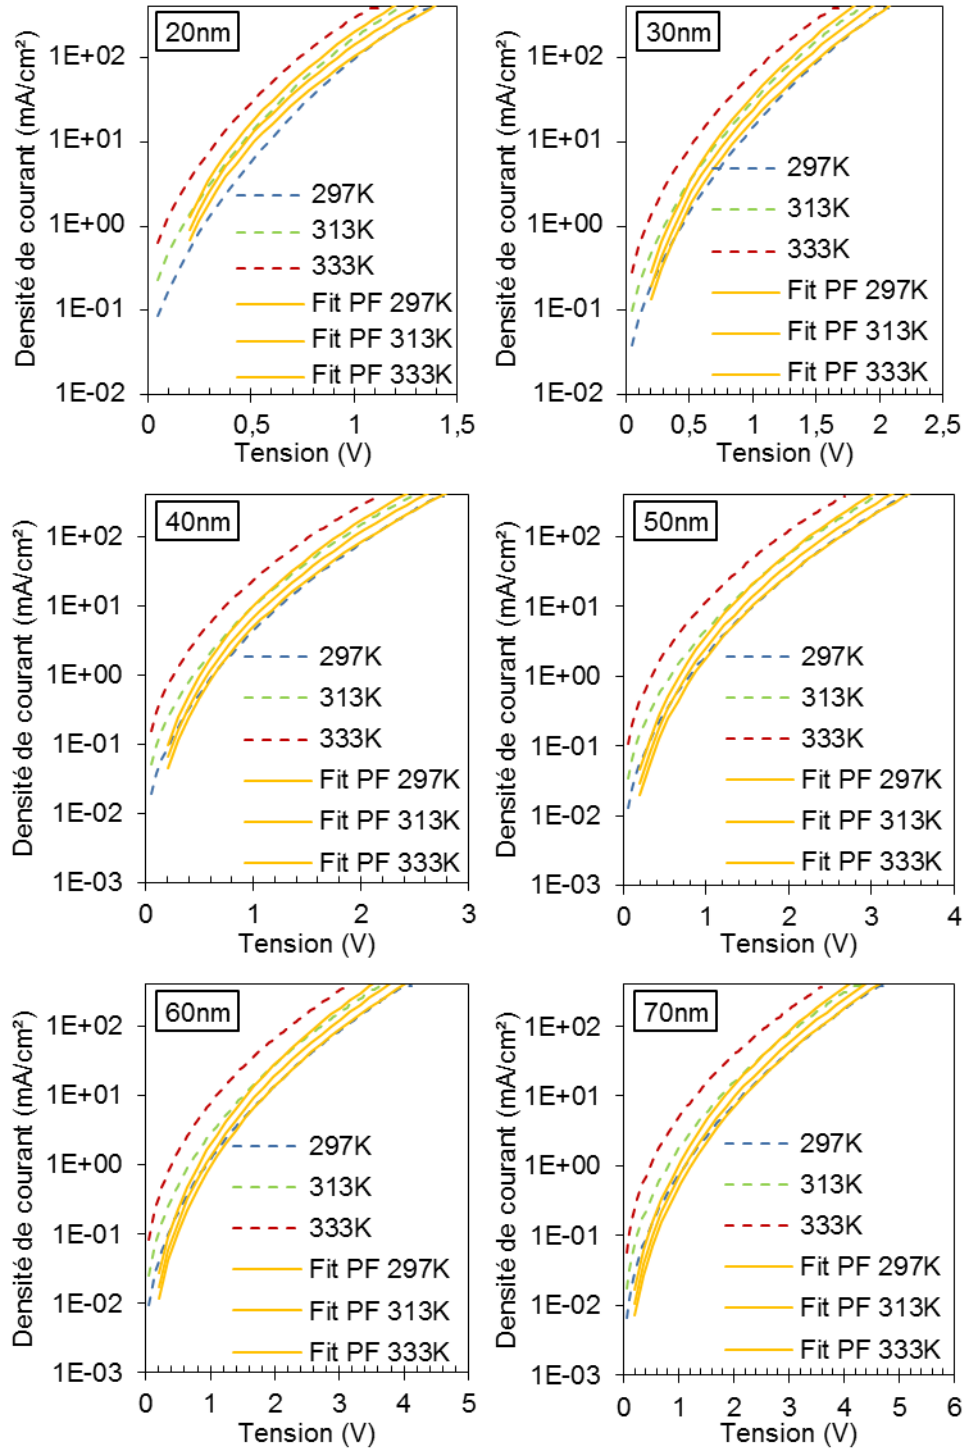 20nm
Densité de courant (mA/cm²)
1E+02
1E+01
1E+00
1E-01
1E-02
297K
313K
333K
Fit PF 297K
Fit PF 313K
Fit PF 333K
0
0,5
1
1,5
Tension (V)
30nm
Densité de courant (mA/cm²)
1E+02
1E+01
1E+00
1E-01
1E-02
297K
313K
333K
Fit PF 297K
Fit PF 313K
Fit PF 333K
0
0,5
1
1,5
2
2,5
Tension (V)
40nm
Densité de courant (mA/cm²)
1E+02
1E+01
1E+00
1E-01
1E-02
1E-03
297K
313K
333K
Fit PF 297K
Fit PF 313K
Fit PF 333K
0
1
2
3
Tension (V)
50nm
Densité de courant (mA/cm²)
1E+02
1E+01
1E+00
1E-01
1E-02
1E-03
297K
313K
333K
Fit PF 297K
Fit PF 313K
Fit PF 333K
0
1
2
3
4
Tension (V)
60nm
Densité de courant (mA/cm²)
1E+02
1E+01
1E+00
1E-01
1E-02
1E-03
297K
313K
333K
Fit PF 297K
Fit PF 313K
Fit PF 333K
0
1
2
3
4
5
Tension (V)
70nm
Densité de courant (mA/cm²)
1E+02
1E+01
1E+00
1E-01
1E-02
1E-03
297K
313K
333K
Fit PF 297K
Fit PF 313K
Fit PF 333K
0
1
2
3
4
5
6
Tension (V)